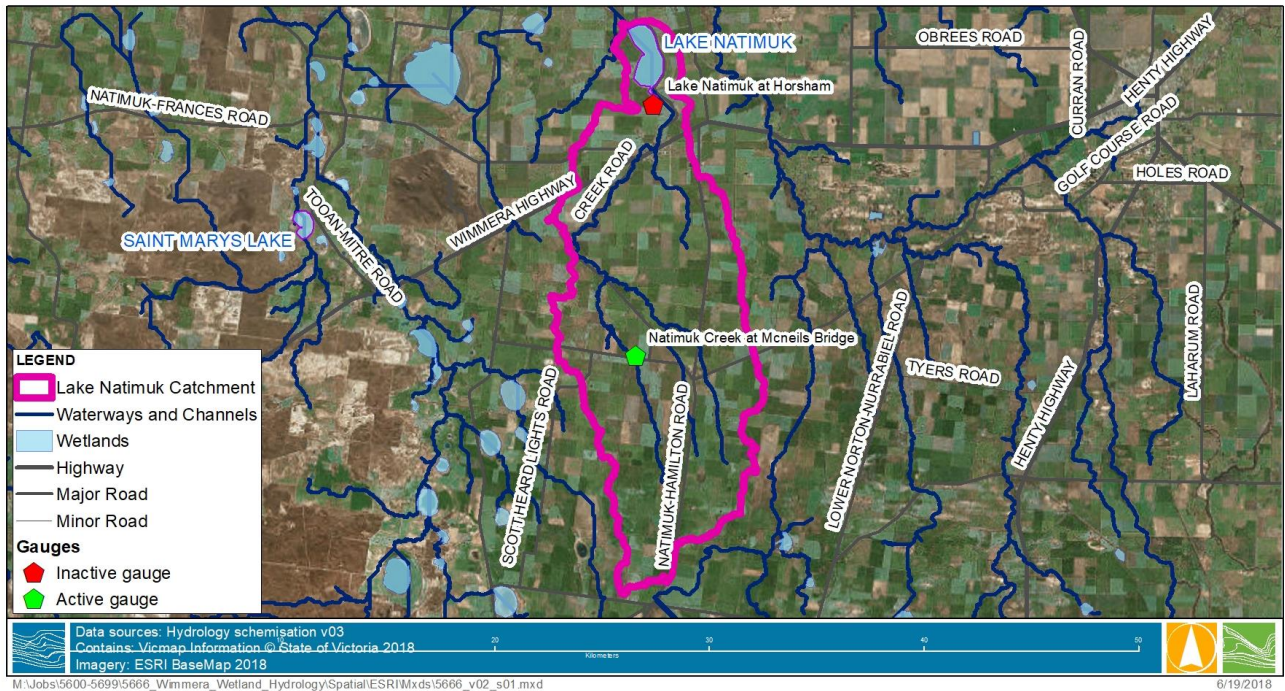 OBREES ROAD
CURRAN ROAD
HENTY HIGHWAY
LAKE NATIMUK
Lake Natimuk at Horsham
NATIMUK-FRANCES ROAD
GOLF COURSE ROAD
HOLES ROAD
CREEK ROAD
WIMMERA HIGHWAY
TOOAN-MITRE ROAD
SAINT MARYS LAKE
Natimuk Creek at Mcneils Bridge
TYERS ROAD
LAHARUM ROAD
LOWER NORTON-NURRABIEL ROAD
HENTY HIGHWAY
SCOTT HEARD LIGHTS ROAD
NATIMUK-HAMILTON ROAD
LEGEND
Lake Natimuk Catchment
Waterways and Channels
Wetlands
Highway
Major Road
Minor Road
Gauges
Inactive gauge
Active gauge
Data sources: Hydrology schemisation v03
Contains: Vicmap Information © State of Victoria 2018
Imagery: ESRI BaseMap 2018
20 30 40 50
Kilometers
M:\Jobs\5600-5699\5666_Wimmera_Wetland_Hydrology\Spatial\ESRI\Mxds\5666_v02_s01.mxd
6/19/2018